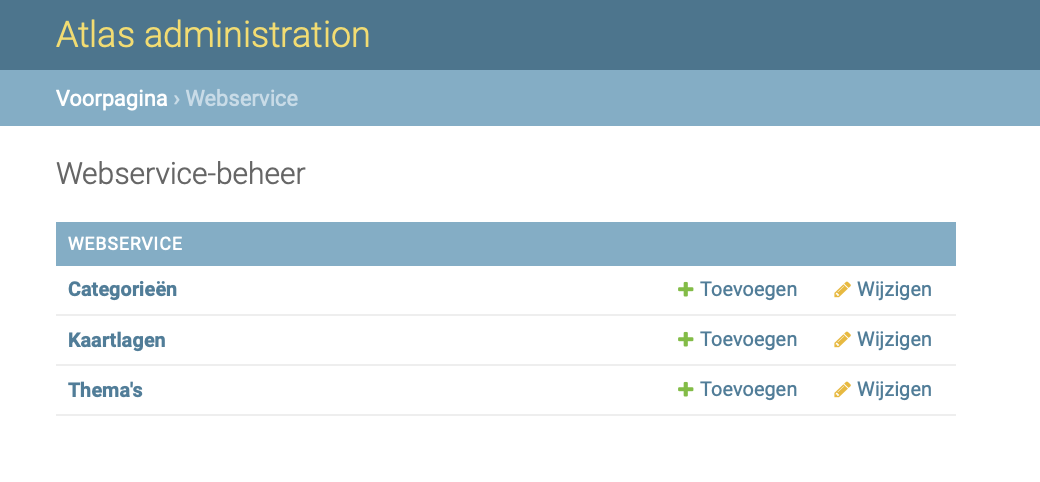 Atlas administration
Voorpagina › Webservice
Webservice-beheer
WEBSERVICE
Categorieën Toevoegen Wijzigen
Kaartlagen Toevoegen Wijzigen
Thema's Toevoegen Wijzigen